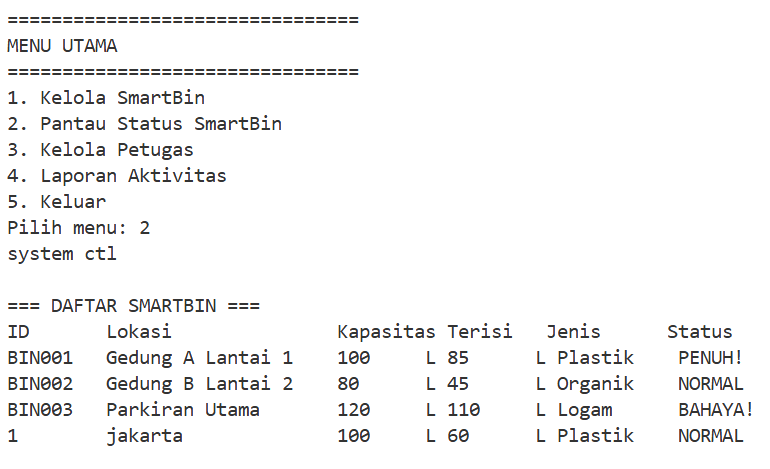 ================================
MENU UTAMA
================================
1. Kelola SmartBin
2. Pantau Status SmartBin
3. Kelola Petugas
4. Laporan Aktivitas
5. Keluar
Pilih menu: 2
system ctl

=== DAFTAR SMARTBIN ===
ID       Lokasi               Kapasitas Terisi   Jenis      Status
BIN001   Gedung A Lantai 1    100     L 85      L Plastik    PENUH!
BIN002   Gedung B Lantai 2    80      L 45      L Organik    NORMAL
BIN003   Parkiran Utama       120     L 110     L Logam      BAHAYA!
1        jakarta              100     L 60      L Plastik    NORMAL